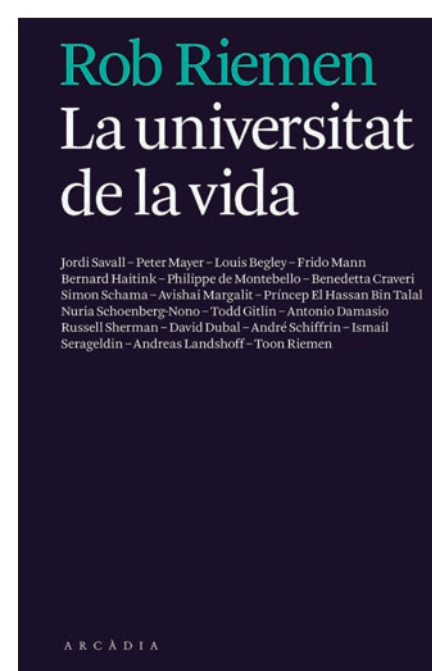 Rob Riemen
La universitat
de la vida
Jordi Savall – Peter Mayer – Louis Begley – Frido Mann
Bernard Haitink – Philippe de Montebello – Benedetta Craveri
Simon Schama – Avishai Margalit – Príncep El Hassan Bin Talal
Nuria Schoenberg-Nono – Todd Gitlin – Antonio Damasio
Russell Sherman – David Dubal – André Schiffrin – Ismail
Serageldin – Andreas Landshoff – Toon Riemen
ARCÀDIA